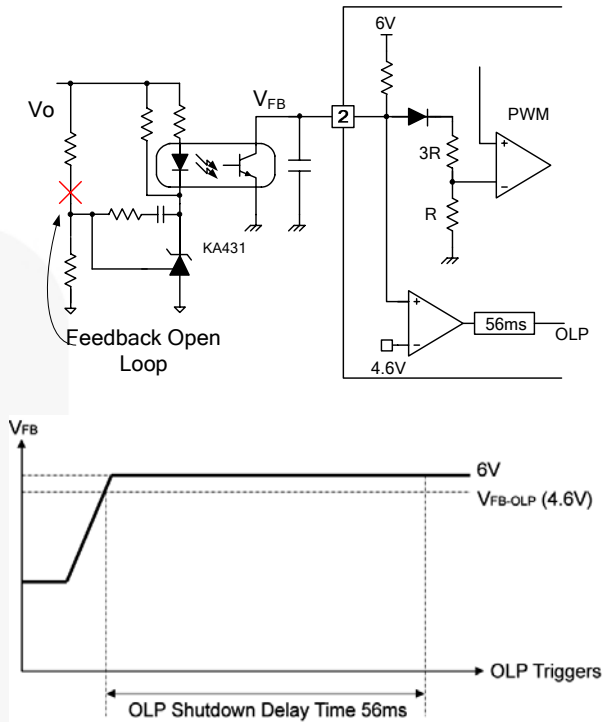 6V
Vo
VFB
2
PWM
3R
R
KA431
Feedback Open
Loop
56ms
OLP
4.6V
VFB
6V
VFB-OLP (4.6V)
OLP Triggers
OLP Shutdown Delay Time 56ms